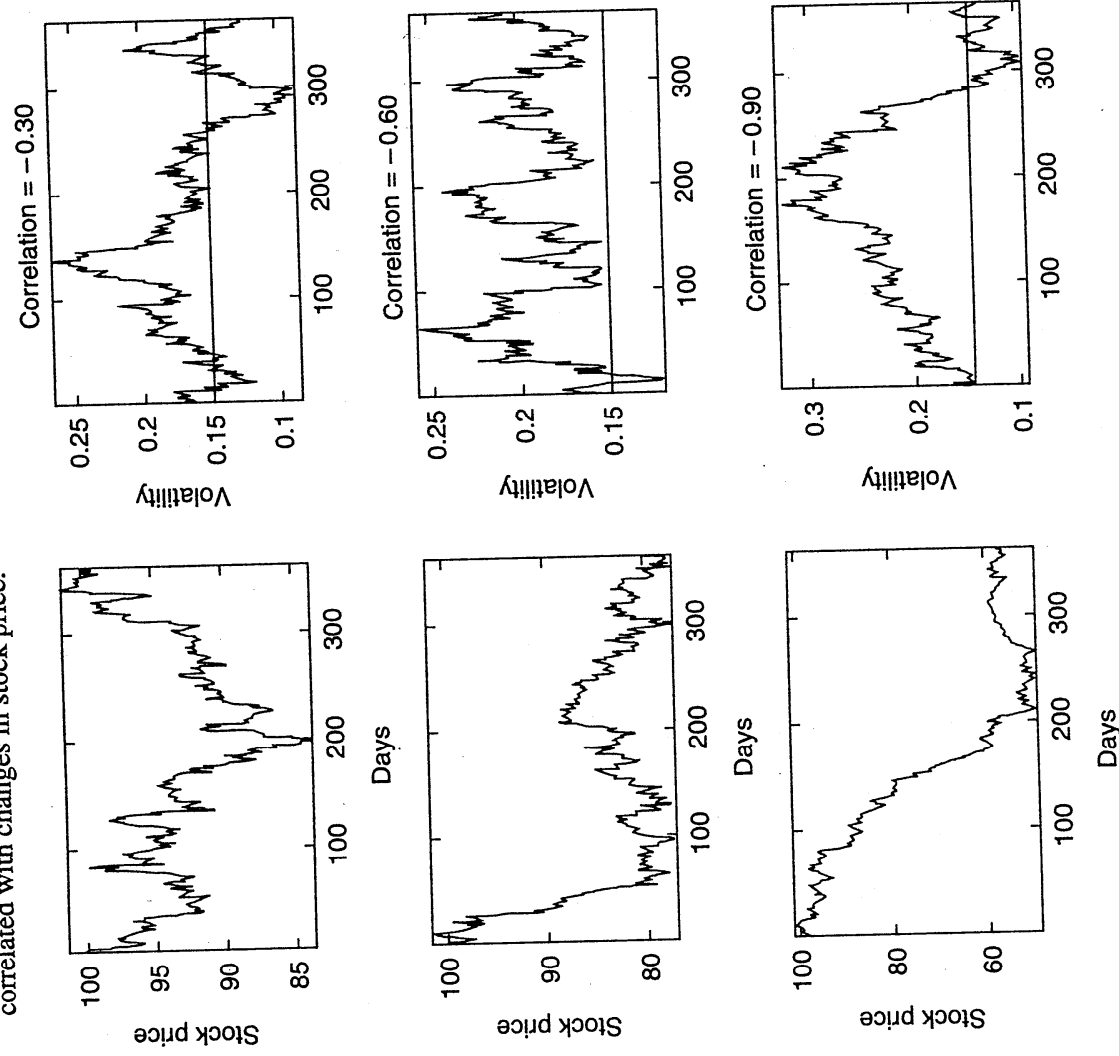 correlated with changes in stock price.
Correlation = −0.30
Stock price
100
95
90
85
100
200
300
Days
Volatility
0.25
0.2
0.15
0.1
100
200
300
Correlation = −0.60
Stock price
100
90
80
100
200
300
Days
Volatility
0.25
0.2
0.15
100
200
300
Correlation = −0.90
Stock price
100
80
60
100
200
300
Days
Volatility
0.3
0.2
0.1
100
200
300